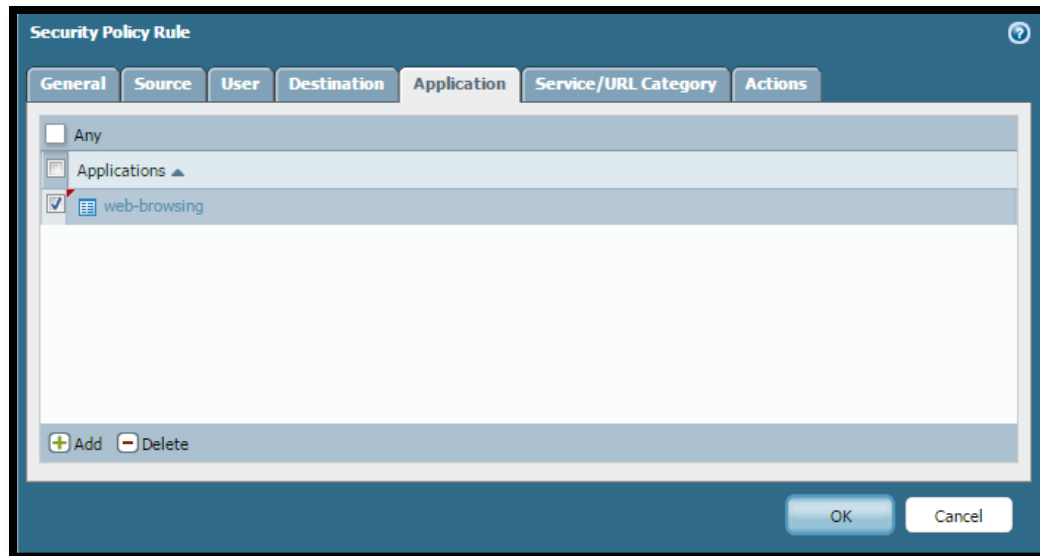 Security Policy Rule
General Source User Destination Application Service/URL Category Actions
Any
Applications
web-browsing
Add Delete
OK Cancel